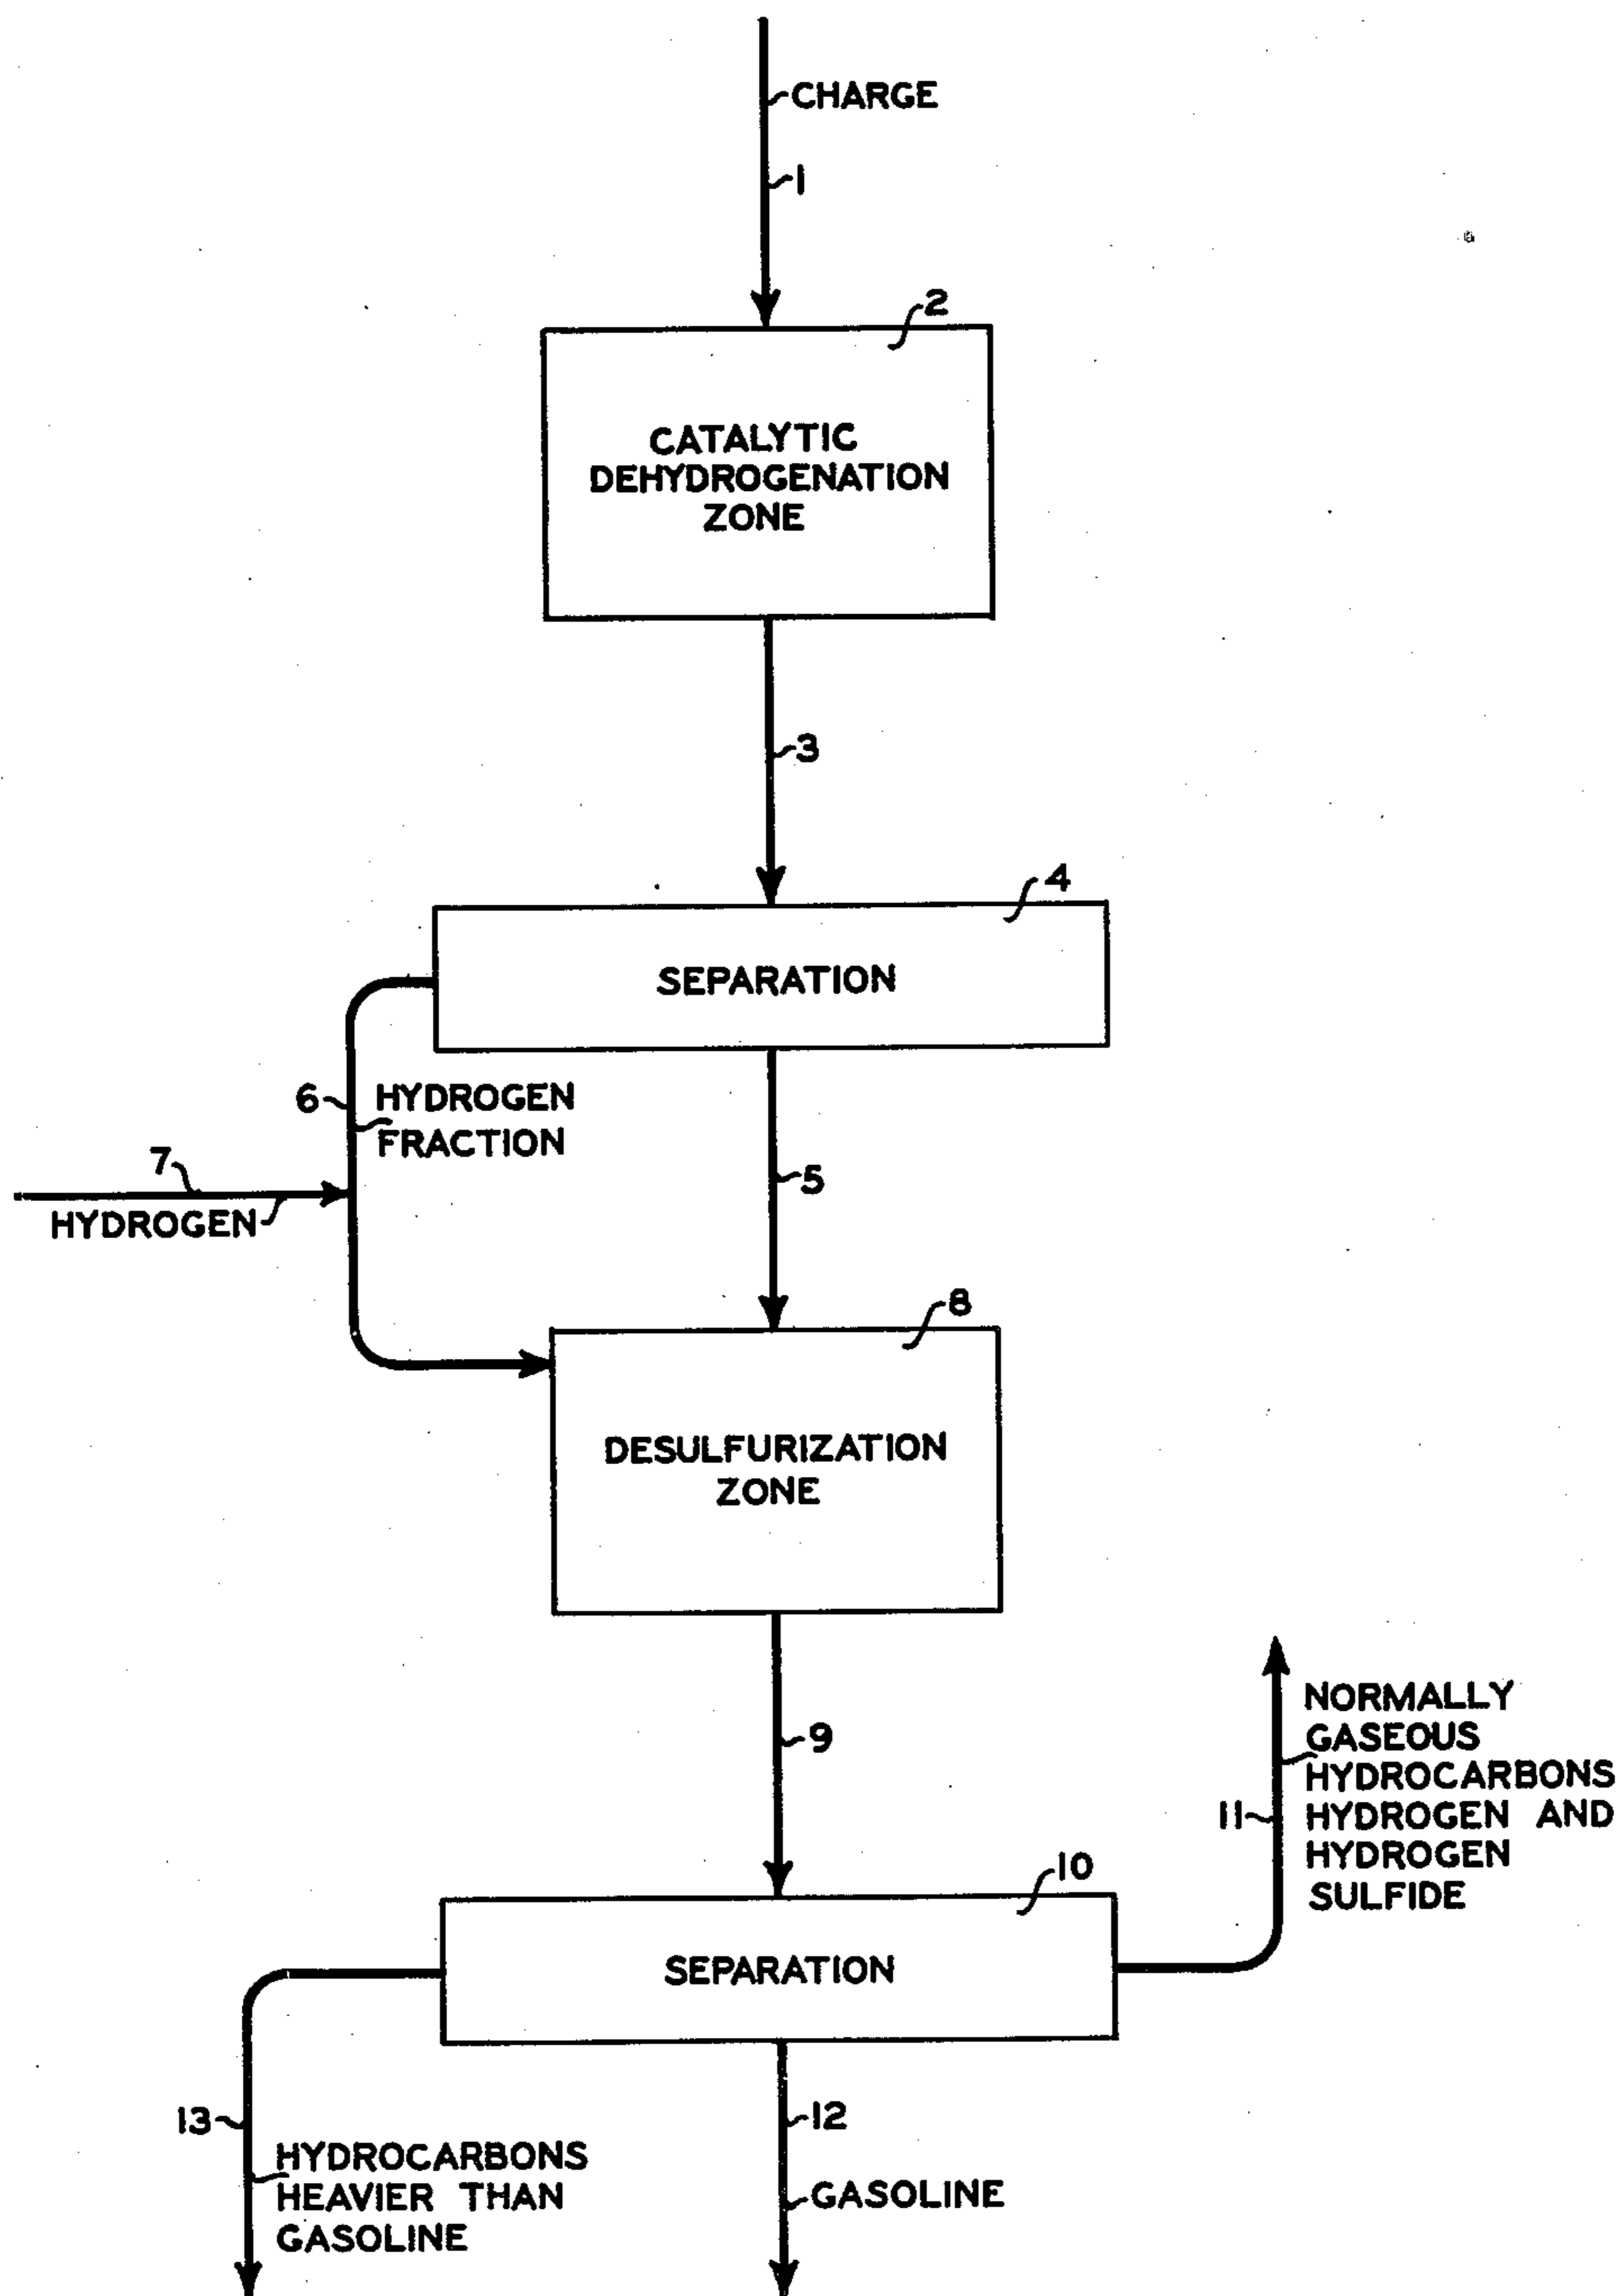 CHARGE
1
2
CATALYTIC
DEHYDROGENATION
ZONE
3
4
SEPARATION
6
HYDROGEN
FRACTION
5
7
HYDROGEN
8
DESULFURIZATION
ZONE
9
NORMALLY
GASEOUS
HYDROCARBONS
HYDROGEN AND
HYDROGEN
SULFIDE
11
10
SEPARATION
13
HYDROCARBONS
HEAVIER THAN
GASOLINE
12
GASOLINE